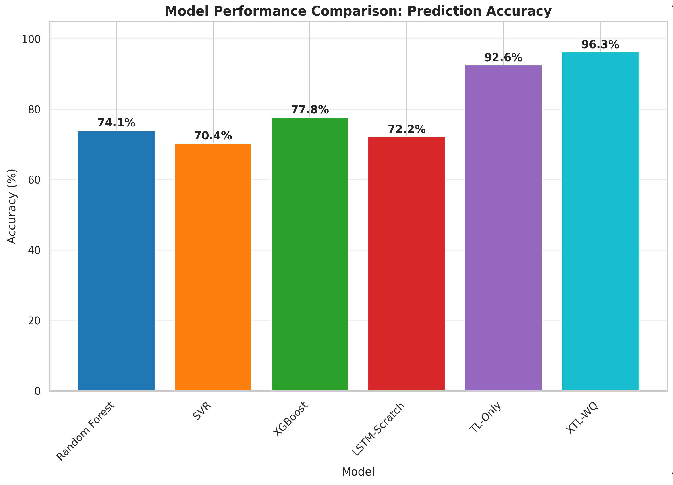 Model Performance Comparison: Prediction Accuracy
100
80
60
40
20
0
Accuracy (%)
74.1%
70.4%
77.8%
72.2%
92.6%
96.3%
Random Forest
SVR
XGBoost
LSTM-Scratch
TL-Only
XTL-WQ
Model